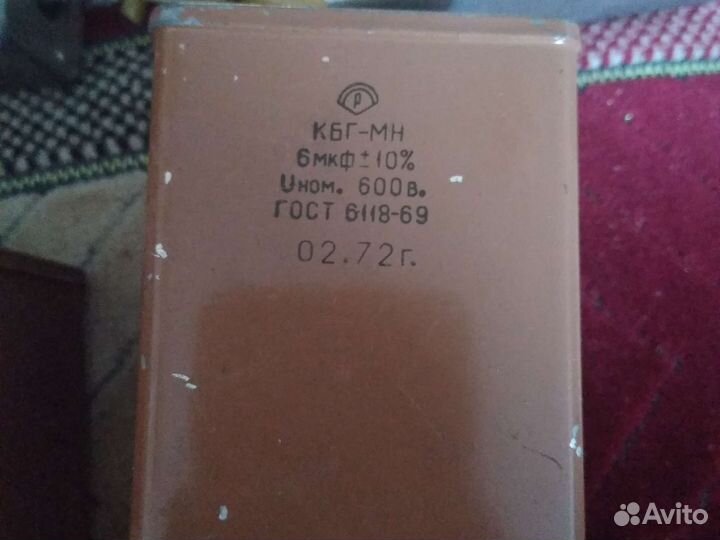 Р
КБГ-МН
6мкф±10%
Uном. 600в.
ГОСТ 6118-69
02.72г.
Avito